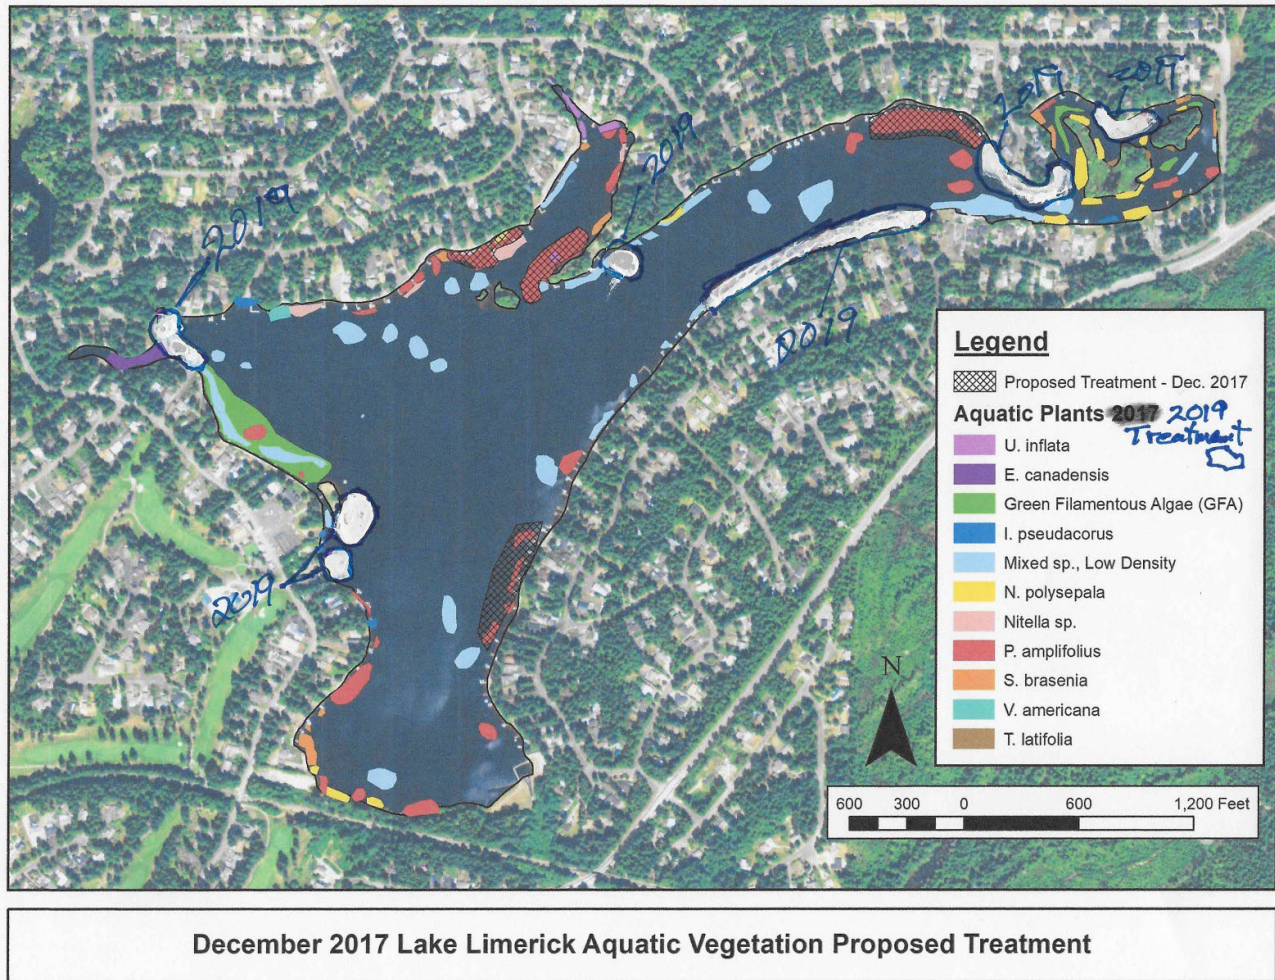 2019
2019
2019
2019
2019
2019
Legend
Proposed Treatment - Dec. 2017
Aquatic Plants 2017 2019
Treatment
U. inflata
E. canadensis
Green Filamentous Algae (GFA)
I. pseudacorus
Mixed sp., Low Density
N. polysepala
Nitella sp.
P. amplifolius
S. brasenia
V. americana
T. latifolia
N
600 300 0 600 1,200 Feet
December 2017 Lake Limerick Aquatic Vegetation Proposed Treatment